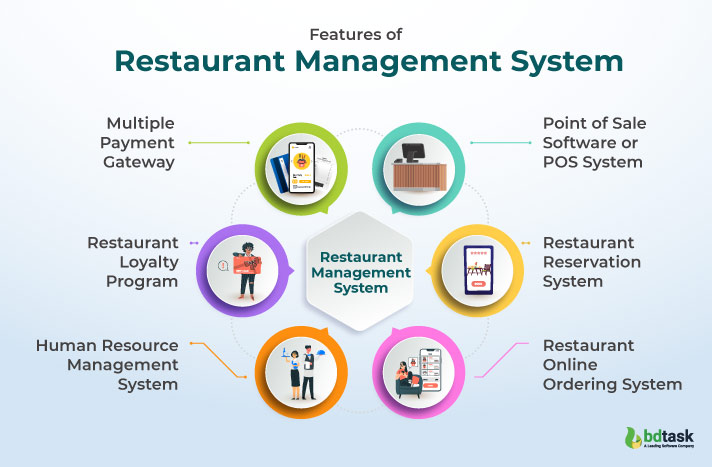 Features of
Restaurant Management System
Multiple
Payment
Gateway
Point of Sale
Software or
POS System
Restaurant
Loyalty
Program
Restaurant
Management
System
Restaurant
Reservation
System
Human Resource
Management
System
Restaurant
Online
Ordering System
bdtask
A Leading Software Company